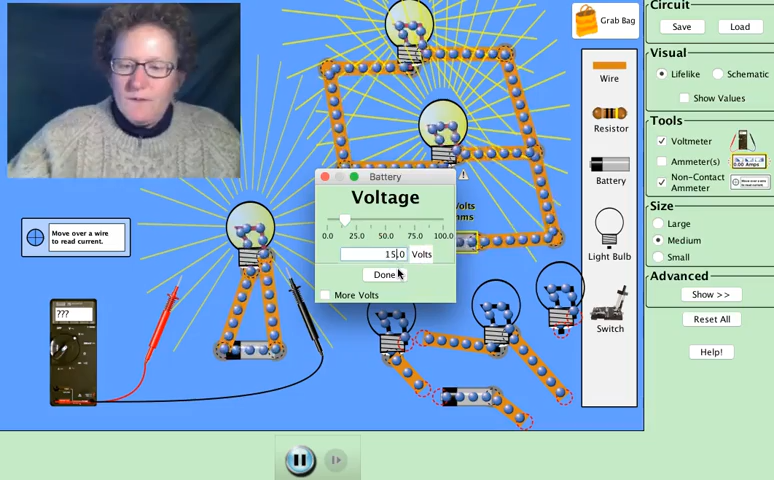 Grab Bag
Circuit
Save
Load
Visual
Lifelike
Schematic
Show Values
Wire
Resistor
Battery
Light Bulb
Switch
Tools
Voltmeter
Ammeter(s)
0.00 Amps
Non-Contact
Ammeter
Size
Large
Medium
Small
Advanced
Show >>
Reset All
Help!
Battery
Voltage
0.0 25.0 50.0 75.0 100.0
15.0 Volts
Done
More Volts
Move over a wire
to read current.
???